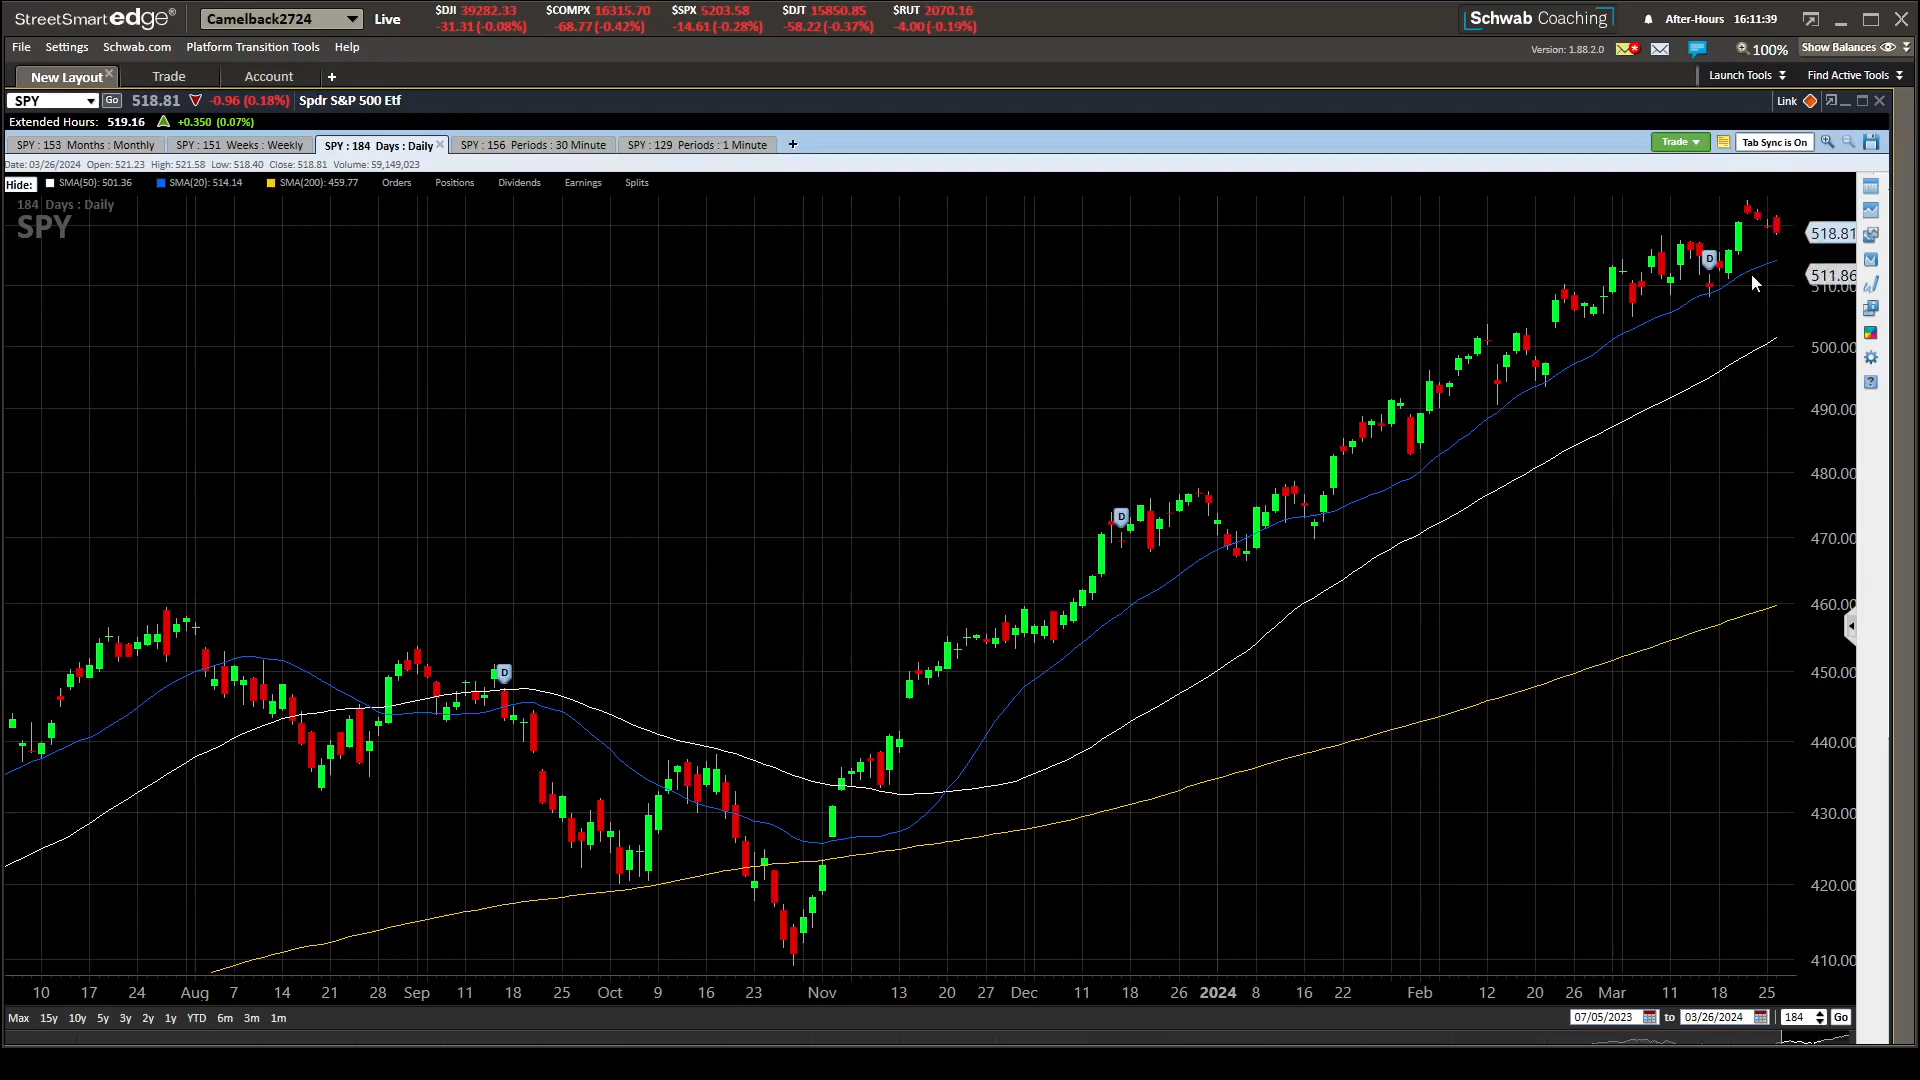 StreetSmart edge®
Camelback2724
Live
$DJI 39282.33
-31.31 (-0.08%)
$COMPX 16315.70
-68.77 (-0.42%)
$SPX 5203.58
-14.61 (-0.28%)
$DJT 15850.85
-58.22 (-0.37%)
$RUT 2070.16
-4.00 (-0.19%)
Schwab Coaching
After-Hours 16:11:39
File Settings Schwab.com Platform Transition Tools Help
Version: 1.88.2.0
100%
Show Balances
New Layout Trade Account +
Launch Tools Find Active Tools
SPY Go 518.81 -0.96 (0.18%) Spdr S&P 500 Etf
Link
Extended Hours: 519.16 +0.350 (0.07%)
SPY : 153 Months : Monthly SPY : 151 Weeks : Weekly SPY : 184 Days : Daily SPY : 156 Periods : 30 Minute SPY : 129 Periods : 1 Minute +
Trade Tab Sync is On
Date: 03/26/2024 Open: 521.23 High: 521.58 Low: 518.40 Close: 518.81 Volume: 59,149,023
Hide: SMA(50): 501.36 SMA(20): 514.14 SMA(200): 459.77 Orders Positions Dividends Earnings Splits
184 Days : Daily
SPY
518.81
D
511.86
510.00
500.00
490.00
480.00
D
470.00
460.00
D
450.00
440.00
430.00
420.00
410.00
10 17 24 Aug 7 14 21 28 Sep 11 18 25 Oct 9 16 23 Nov 13 20 27 Dec 11 18 26 2024 8 16 22 Feb 12 20 26 Mar 11 18 25
Max 15y 10y 5y 3y 2y 1y YTD 6m 3m 1m
07/05/2023 to 03/26/2024 184 Go